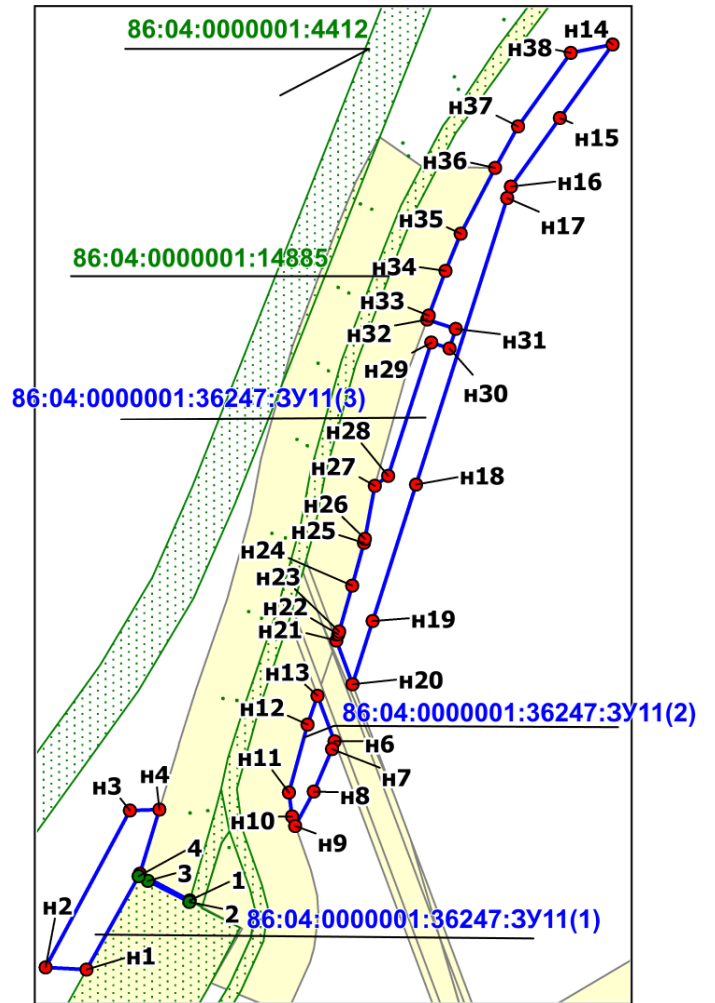 86:04:0000001:4412
н14
н38
н37
н15
н36
н16
н17
н35
86:04:0000001:14885
н34
н33
н32
н31
н29
н30
86:04:0000001:36247:ЗУ11(3)
н28
н27
н18
н26
н25
н24
н23
н22
н19
н21
н13
н20
86:04:0000001:36247:ЗУ11(2)
н12
н6
н7
н11
н3
н4
н8
н10
н9
4
3
1
2
86:04:0000001:36247:ЗУ11(1)
н2
н1